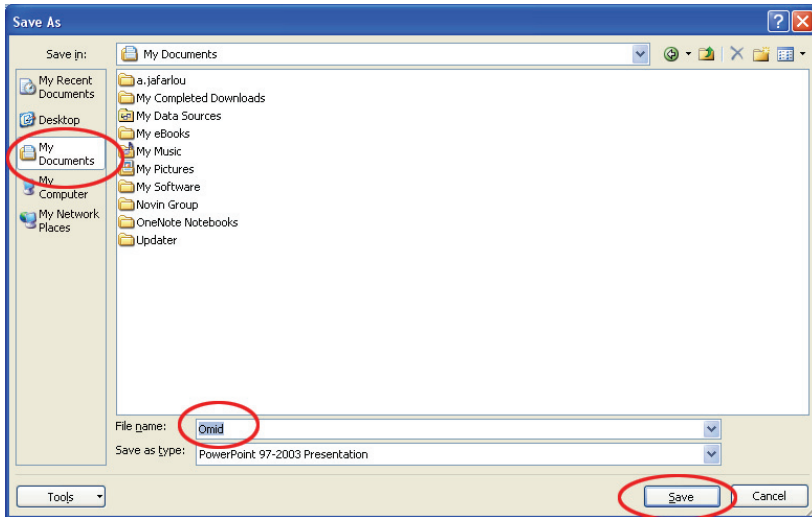 Save As
Save in:
My Documents
My Recent
Documents
Desktop
My
Documents
My
Computer
My Network
Places
a.jafarlou
My Completed Downloads
My Data Sources
My eBooks
My Music
My Pictures
My Software
Novin Group
OneNote Notebooks
Updater
File name:
Omid
Save as type:
PowerPoint 97-2003 Presentation
Tools
Save
Cancel